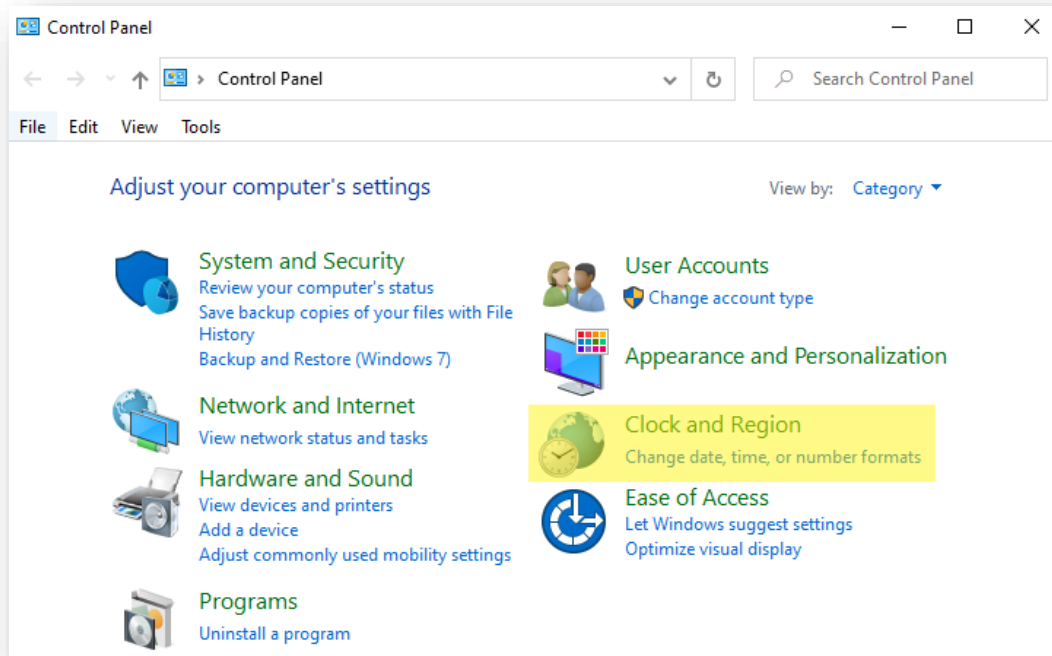 Control Panel
Control Panel
Search Control Panel
File Edit View Tools
Adjust your computer's settings
View by: Category
System and Security
Review your computer's status
Save backup copies of your files with File
History
Backup and Restore (Windows 7)
Network and Internet
View network status and tasks
Hardware and Sound
View devices and printers
Add a device
Adjust commonly used mobility settings
Programs
Uninstall a program
User Accounts
Change account type
Appearance and Personalization
Clock and Region
Change date, time, or number formats
Ease of Access
Let Windows suggest settings
Optimize visual display